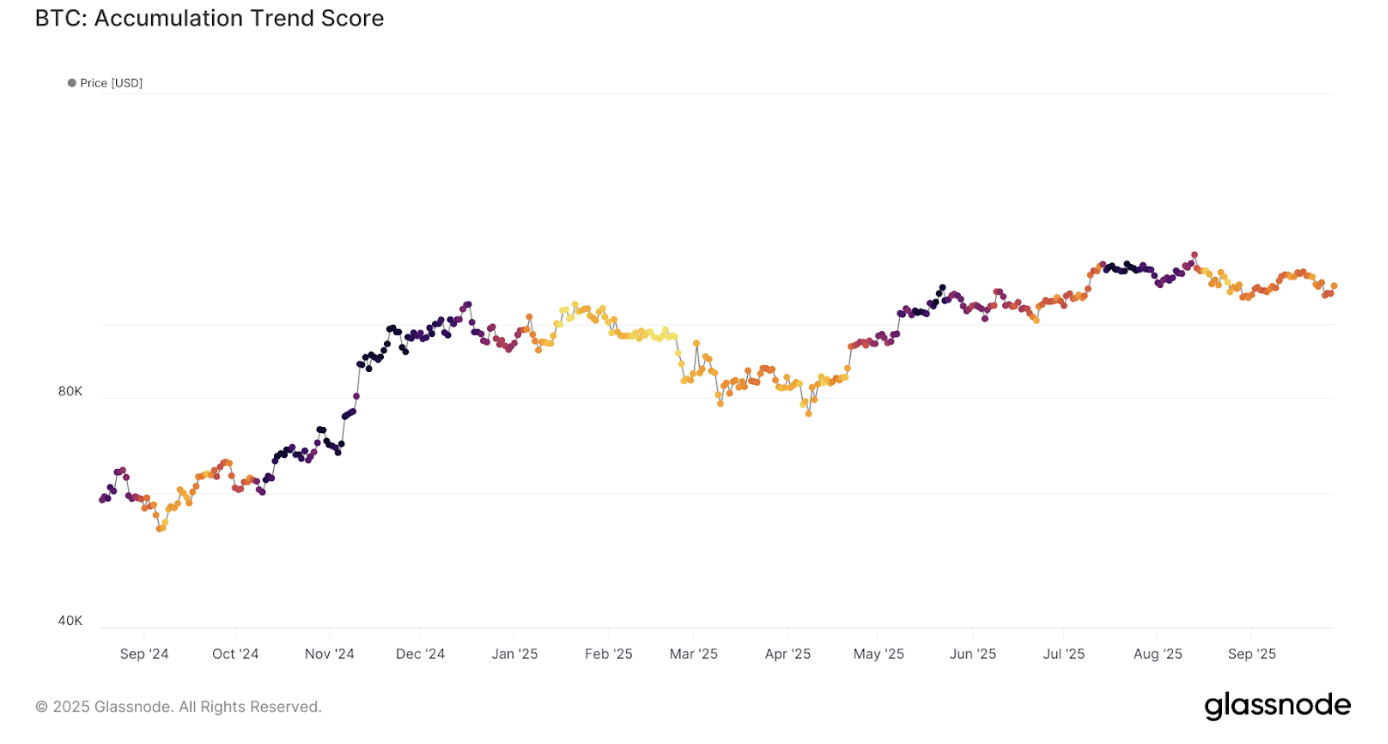 BTC: Accumulation Trend Score
Price [USD]
80K
40K
Sep '24 Oct '24 Nov '24 Dec '24 Jan '25 Feb '25 Mar '25 Apr '25 May '25 Jun '25 Jul '25 Aug '25 Sep '25
© 2025 Glassnode. All Rights Reserved.
glassnode